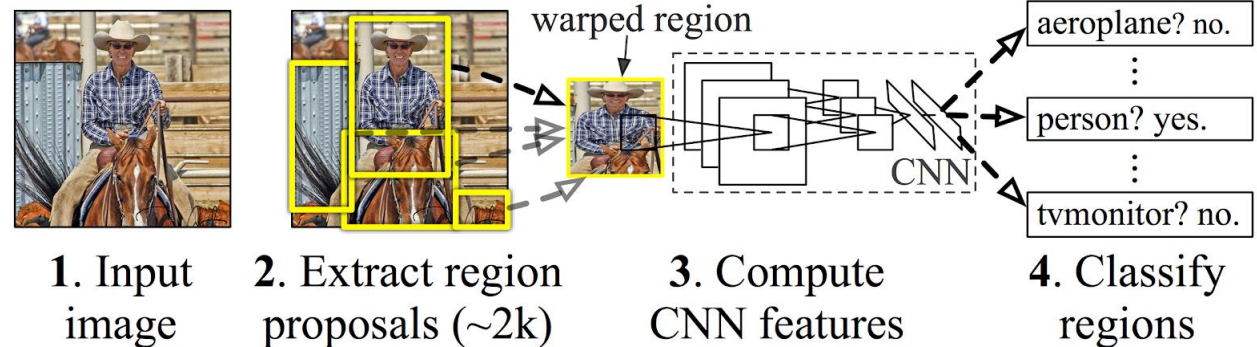 warped region
aeroplane? no.
person? yes.
CNN
tvmonitor? no.
1. Input
image
2. Extract region
proposals (~2k)
3. Compute
CNN features
4. Classify
regions